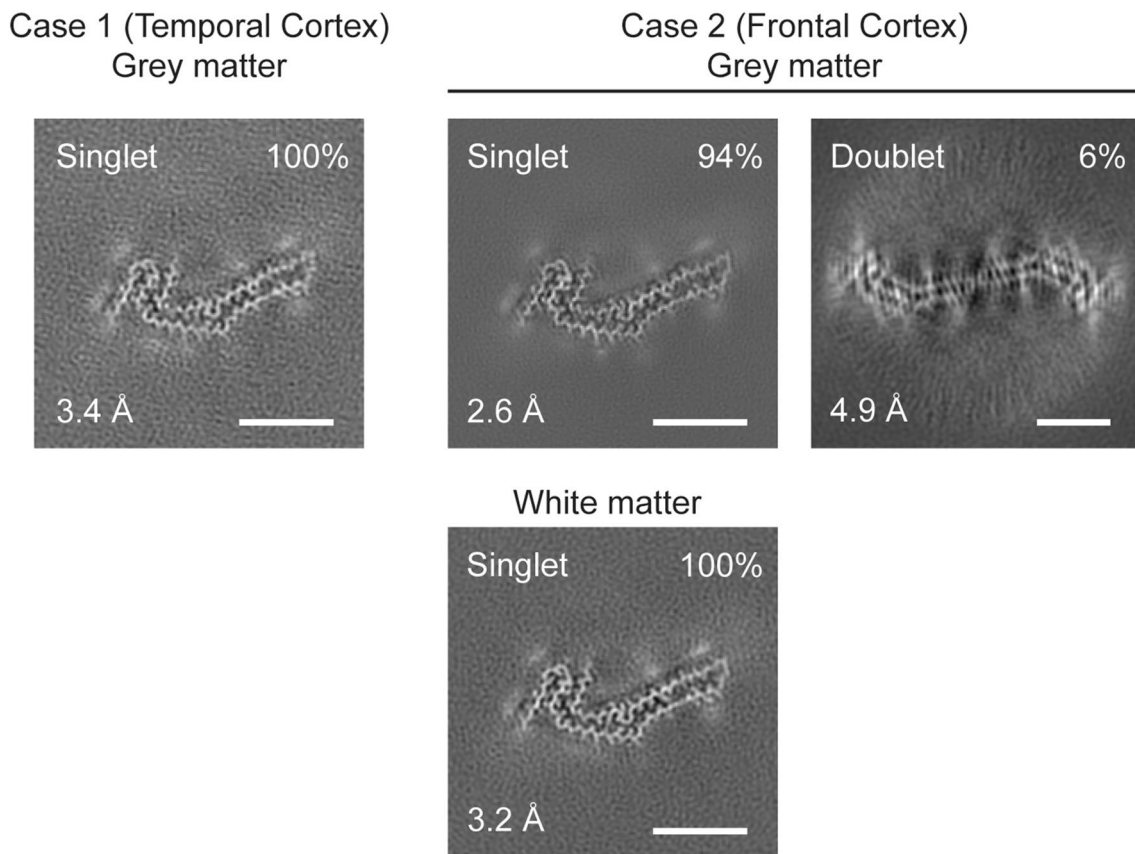 Case 1 (Temporal Cortex)
Grey matter
Singlet 100%
3.4 Å
Case 2 (Frontal Cortex)
Grey matter
Singlet 94%
2.6 Å
Doublet 6%
4.9 Å
White matter
Singlet 100%
3.2 Å